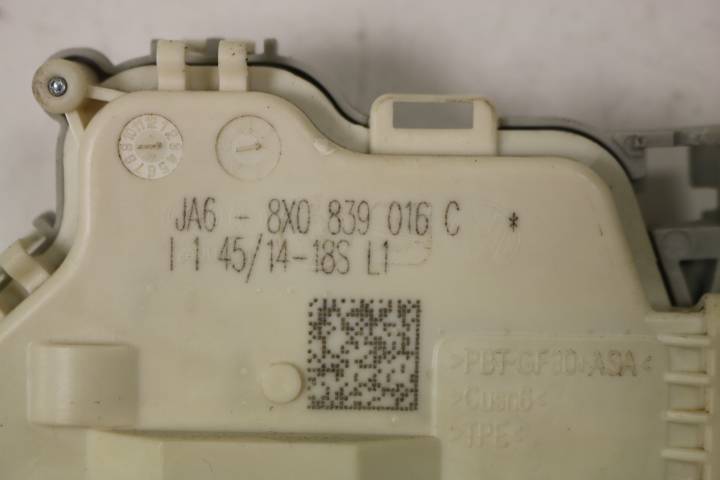 JA6 - 8X0 839 016 C *
I 1 45/14-18S L1
>PBT-GF30+ASA<
>CuSn6<
>TPE<